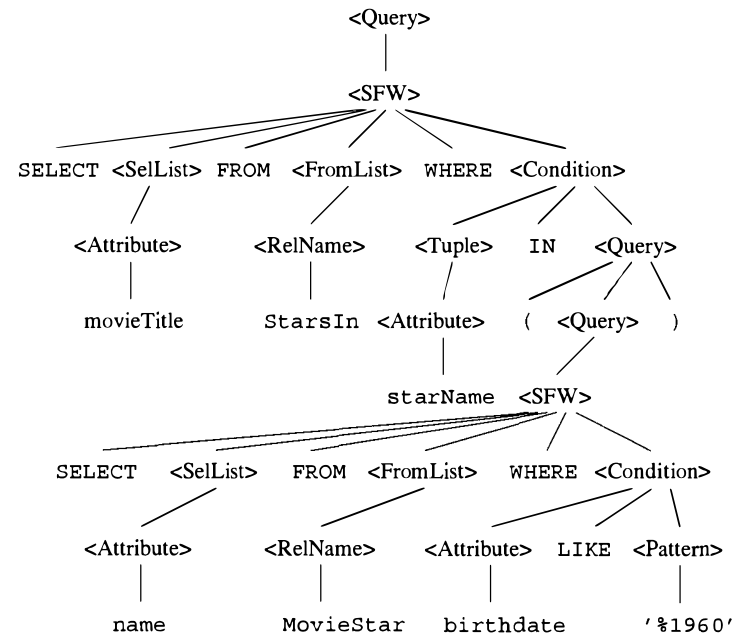 <Query>
<SFW>
SELECT <SelList> FROM <FromList> WHERE <Condition>
<Attribute> <RelName> <Tuple> IN <Query>
movieTitle StarsIn <Attribute> ( <Query> )
starName <SFW>
SELECT <SelList> FROM <FromList> WHERE <Condition>
<Attribute> <RelName> <Attribute> LIKE <Pattern>
name MovieStar birthdate '%1960'